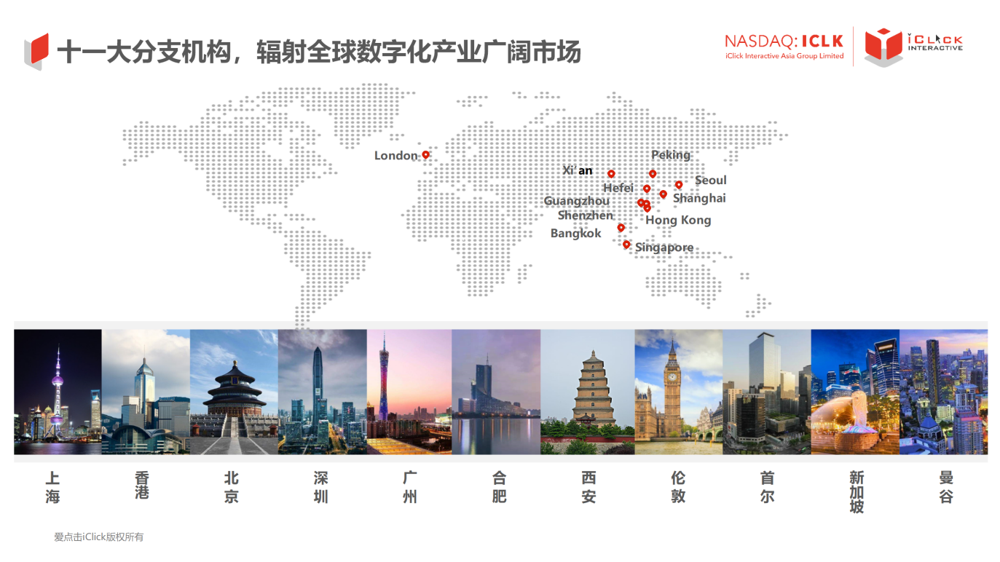 十一大分支机构，辐射全球数字化产业广阔市场
NASDAQ: ICLK
iClick Interactive Asia Group Limited
iCLICK
INTERACTIVE
London
Peking
Xi'an
Seoul
Hefei
Shanghai
Guangzhou
Shenzhen
Hong Kong
Bangkok
Singapore
上海
香港
北京
深圳
广州
合肥
西安
伦敦
首尔
新加坡
曼谷
爱点击iClick版权所有